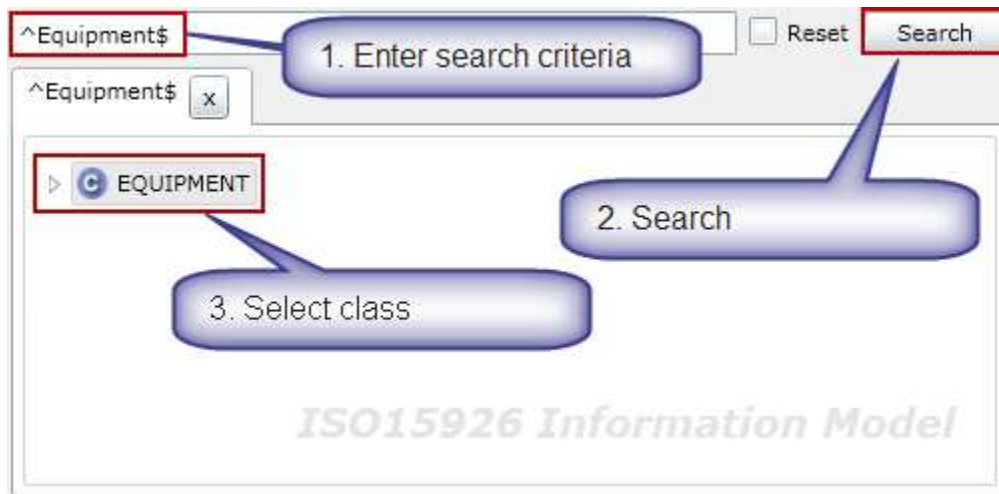 ^Equipment$
Reset
Search
1. Enter search criteria
^Equipment$ x
C EQUIPMENT
2. Search
3. Select class
ISO15926 Information Model